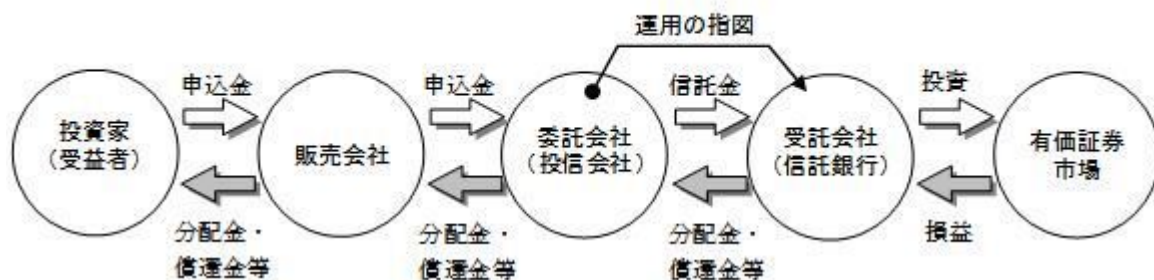 運用の指図
申込金
申込金
信託金
投資
投資家
（受益者）
販売会社
委託会社
（投信会社）
受託会社
（信託銀行）
有価証券
市場
分配金・
償還金等
分配金・
償還金等
分配金・
償還金等
損益